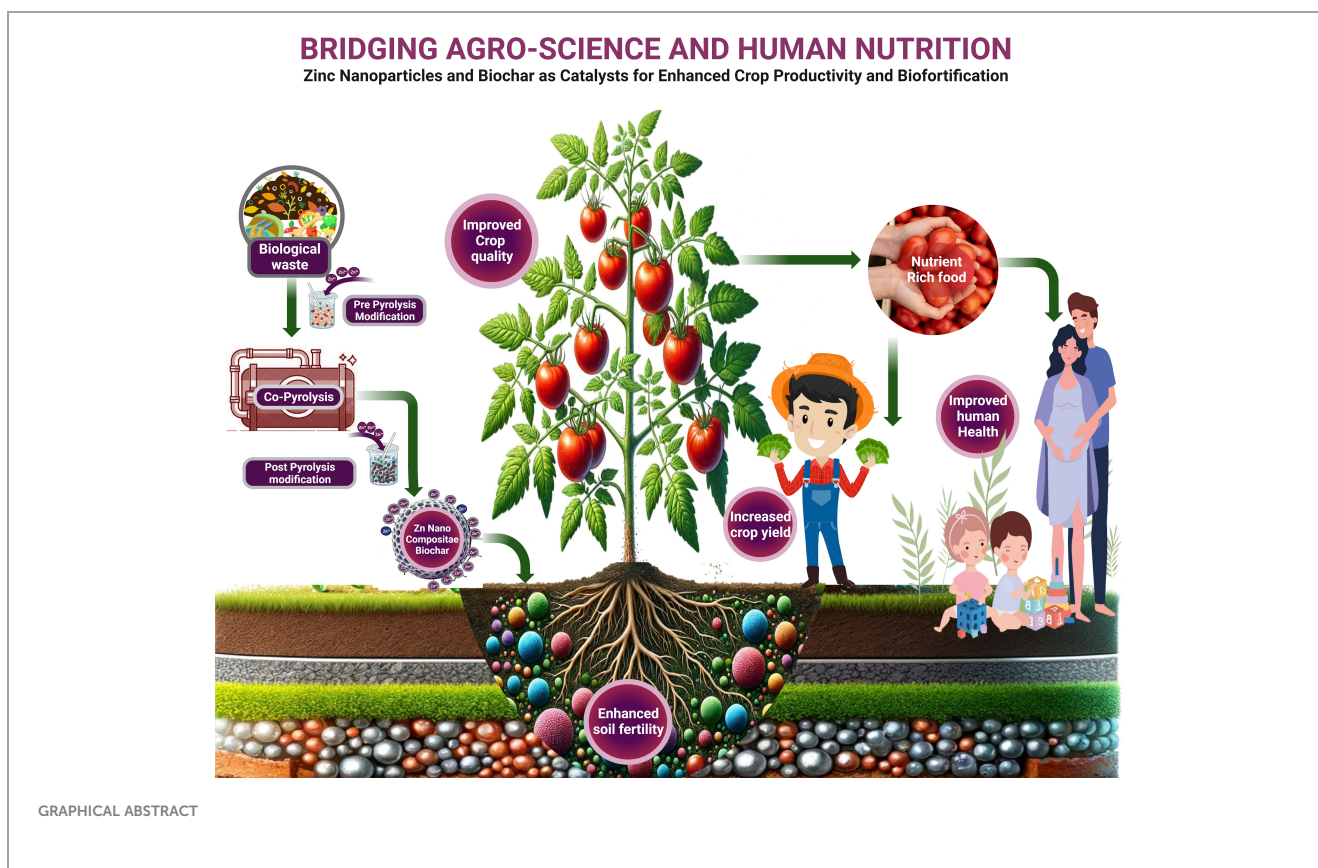 BRIDGING AGRO-SCIENCE AND HUMAN NUTRITION
Zinc Nanoparticles and Biochar as Catalysts for Enhanced Crop Productivity and Biofortification
Biological
waste
Pre Pyrolysis
Modification
Co-Pyrolysis
Post Pyrolysis
modification
Zn Nano
Compositae
Biochar
Improved
Crop
quality
Nutrient
Rich food
Improved
human
Health
Increased
crop yield
Enhanced
soil fertility
GRAPHICAL ABSTRACT